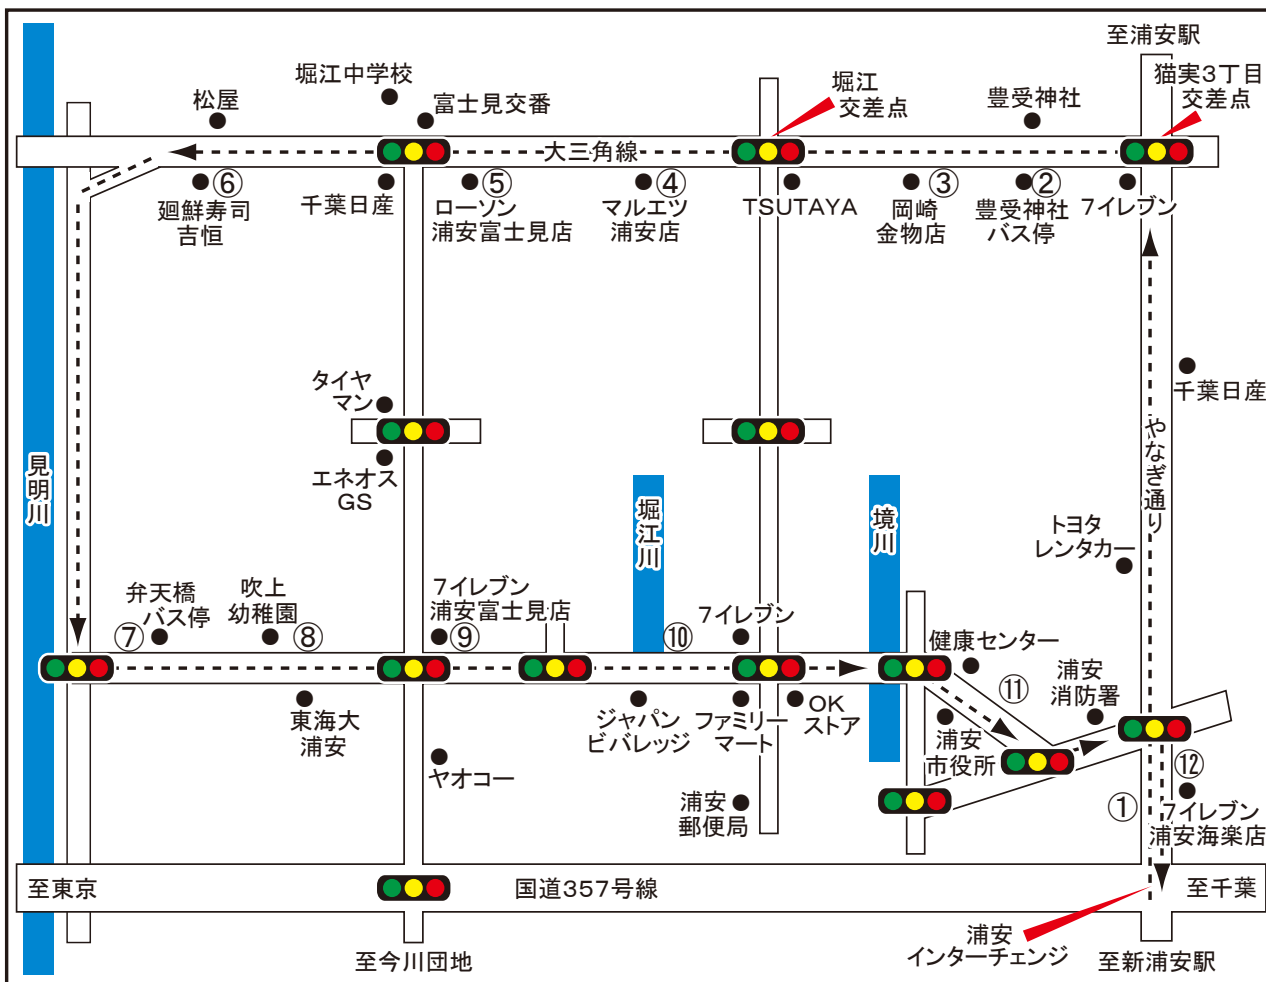 至浦安駅
猫実3丁目
交差点
堀江
交差点
豊受神社
堀江中学校
富士見交番
松屋
大三角線
⑥
廻鮮寿司
吉恒
千葉日産
⑤
ローソン
浦安富士見店
④
マルエツ
浦安店
TSUTAYA
③
岡崎
金物店
②
豊受神社
バス停
7イレブン
千葉日産
タイヤ
マン
エネオス
GS
やなぎ通り
見明川
堀江川
境川
トヨタ
レンタカー
弁天橋
バス停
⑦
吹上
幼稚園
⑧
7イレブン
浦安富士見店
⑨
⑩
7イレブン
健康センター
⑪
浦安
消防署
東海大
浦安
ジャパン
ビバレッジ
ファミリー
マート
OK
ストア
浦安
市役所
ヤオコー
浦安
郵便局
①
⑫
7イレブン
浦安海楽店
至東京
国道357号線
至千葉
浦安
インターチェンジ
至今川団地
至新浦安駅